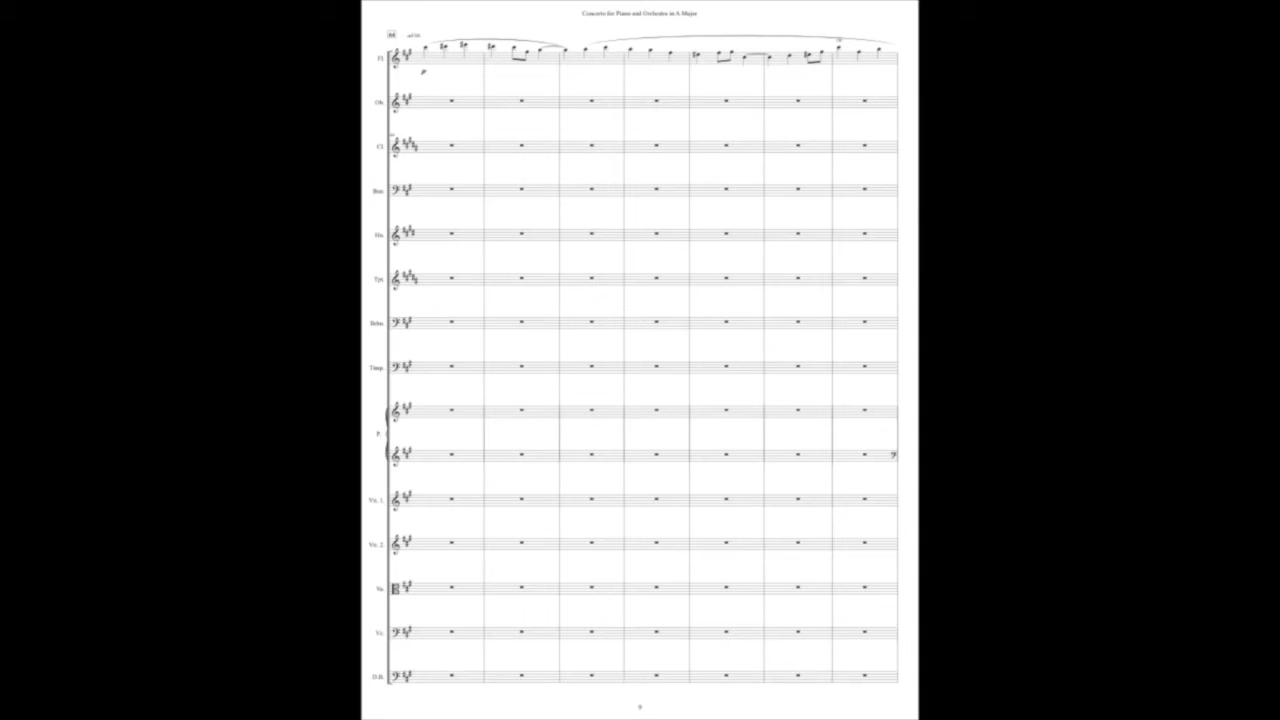 Concerto for Piano and Orchestra in A Major
Fl.
p
Ob.
Cl.
Bsn.
Hn.
Tpt.
Timp.
P.
Vn. 1.
Vn. 2.
Va.
Vc.
D.B.
9